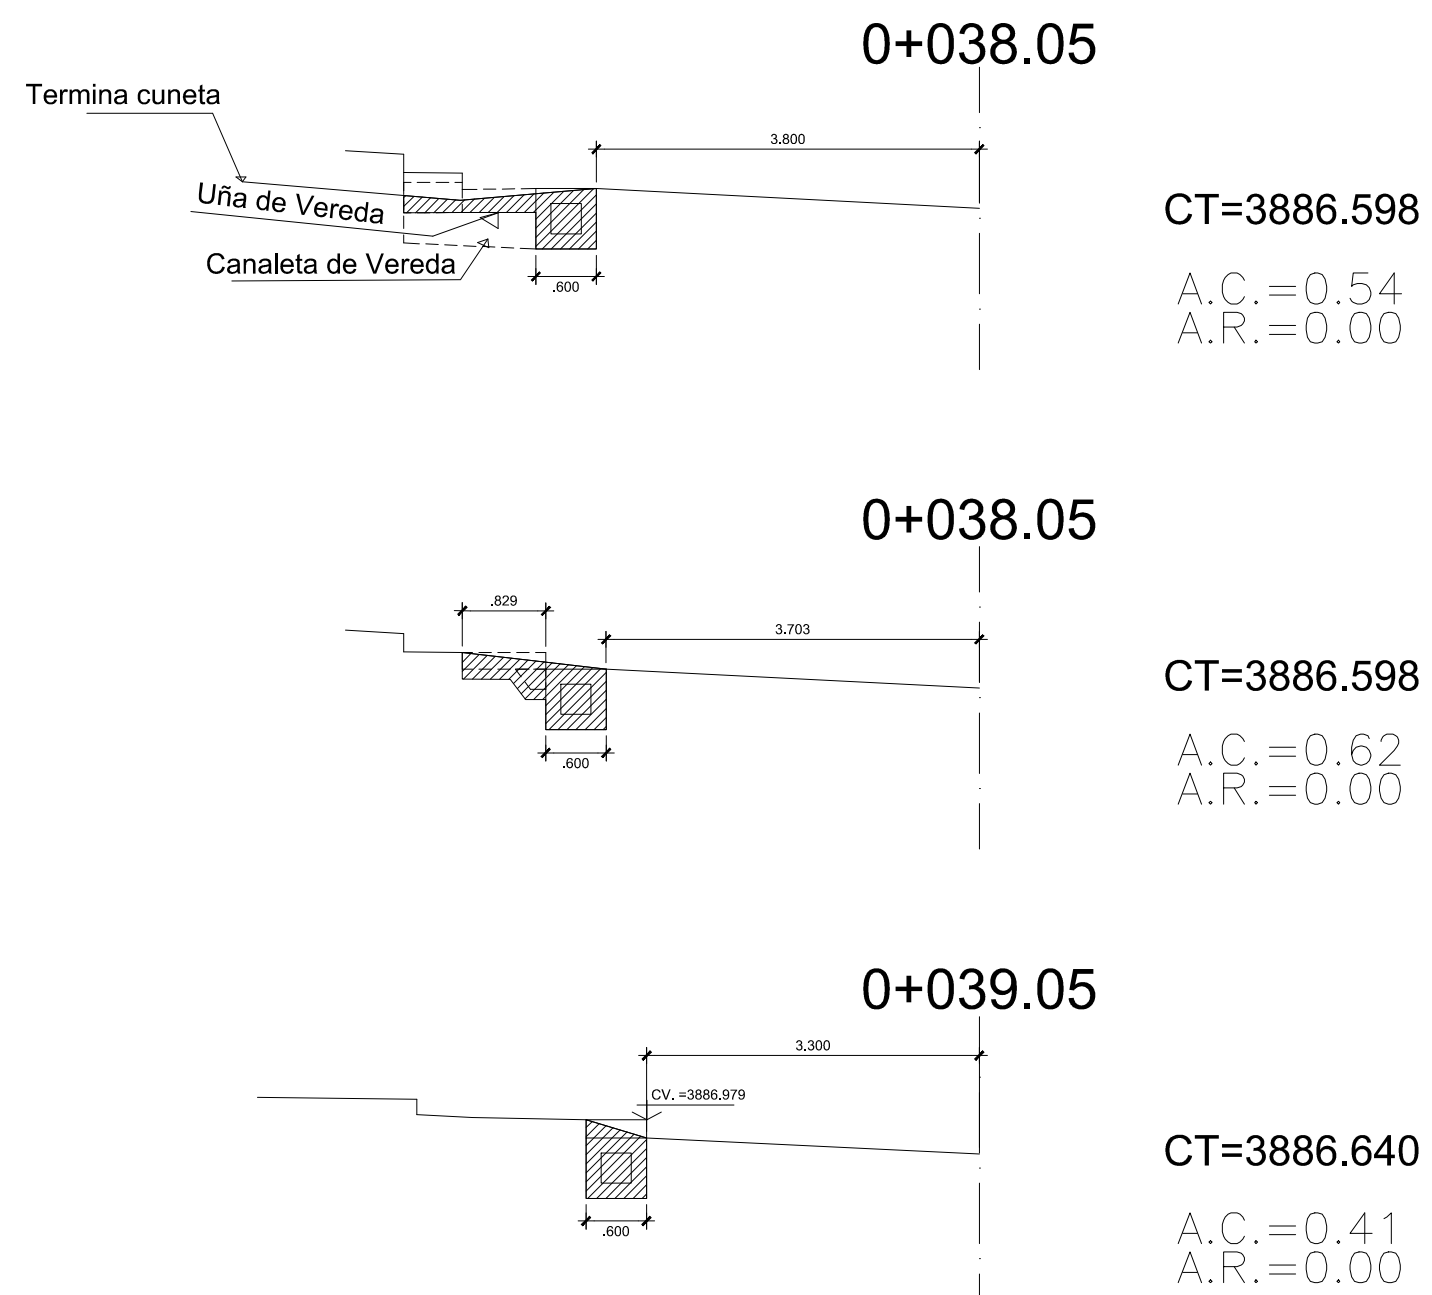 0+038.05
Termina cuneta
3.800
Uña de Vereda
CT=3886.598
Canaleta de Vereda
.600
A.C.=0.54
A.R.=0.00
0+038.05
.829
3.703
CT=3886.598
.600
A.C.=0.62
A.R.=0.00
0+039.05
3.300
CV. =3886.979
CT=3886.640
.600
A.C.=0.41
A.R.=0.00